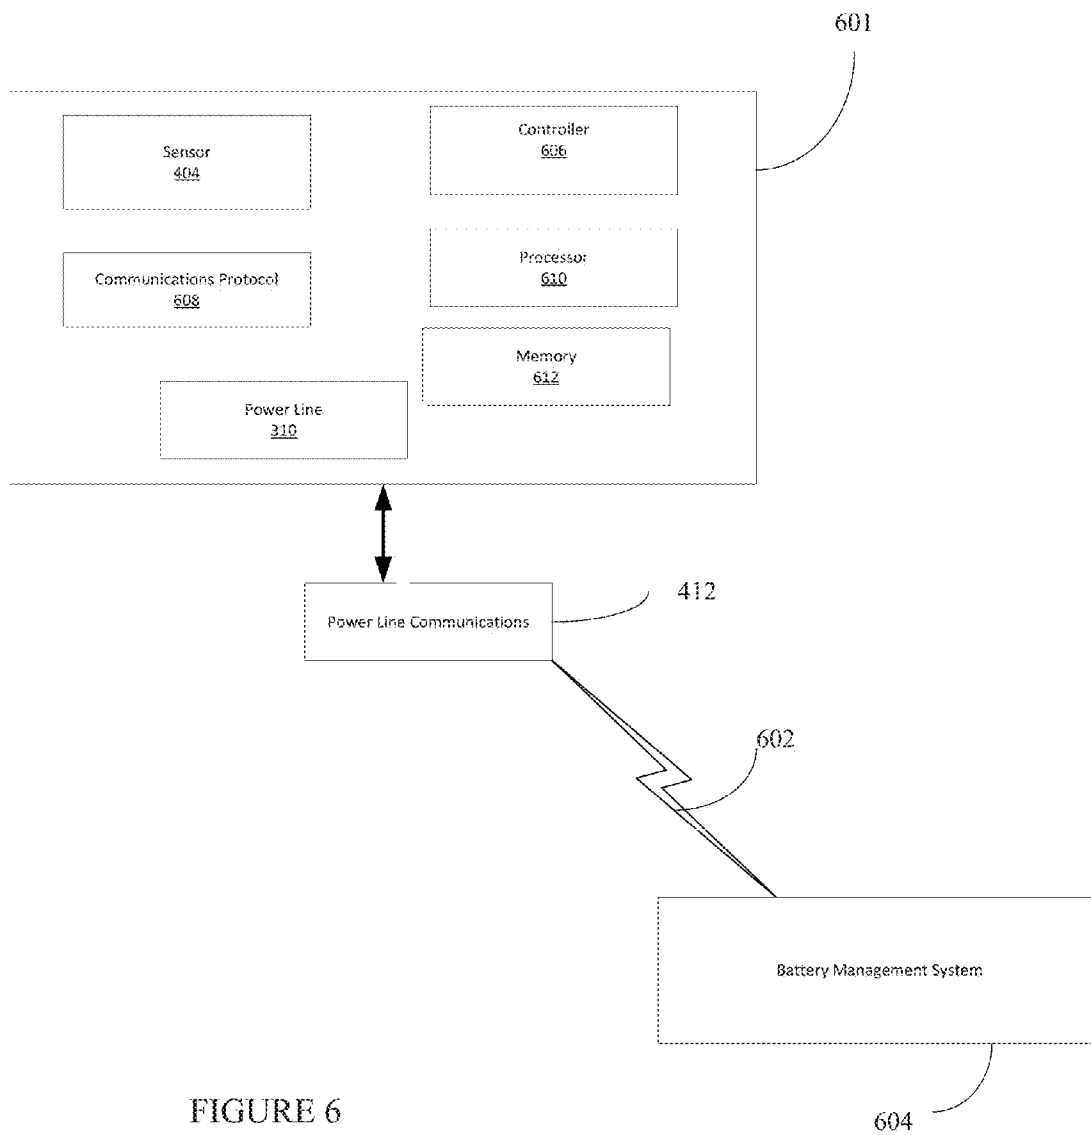 601
Sensor
404
Controller
606
Communications Protocol
608
Processor
610
Memory
612
Power Line
310
Power Line Communications
412
602
Battery Management System
604
FIGURE 6